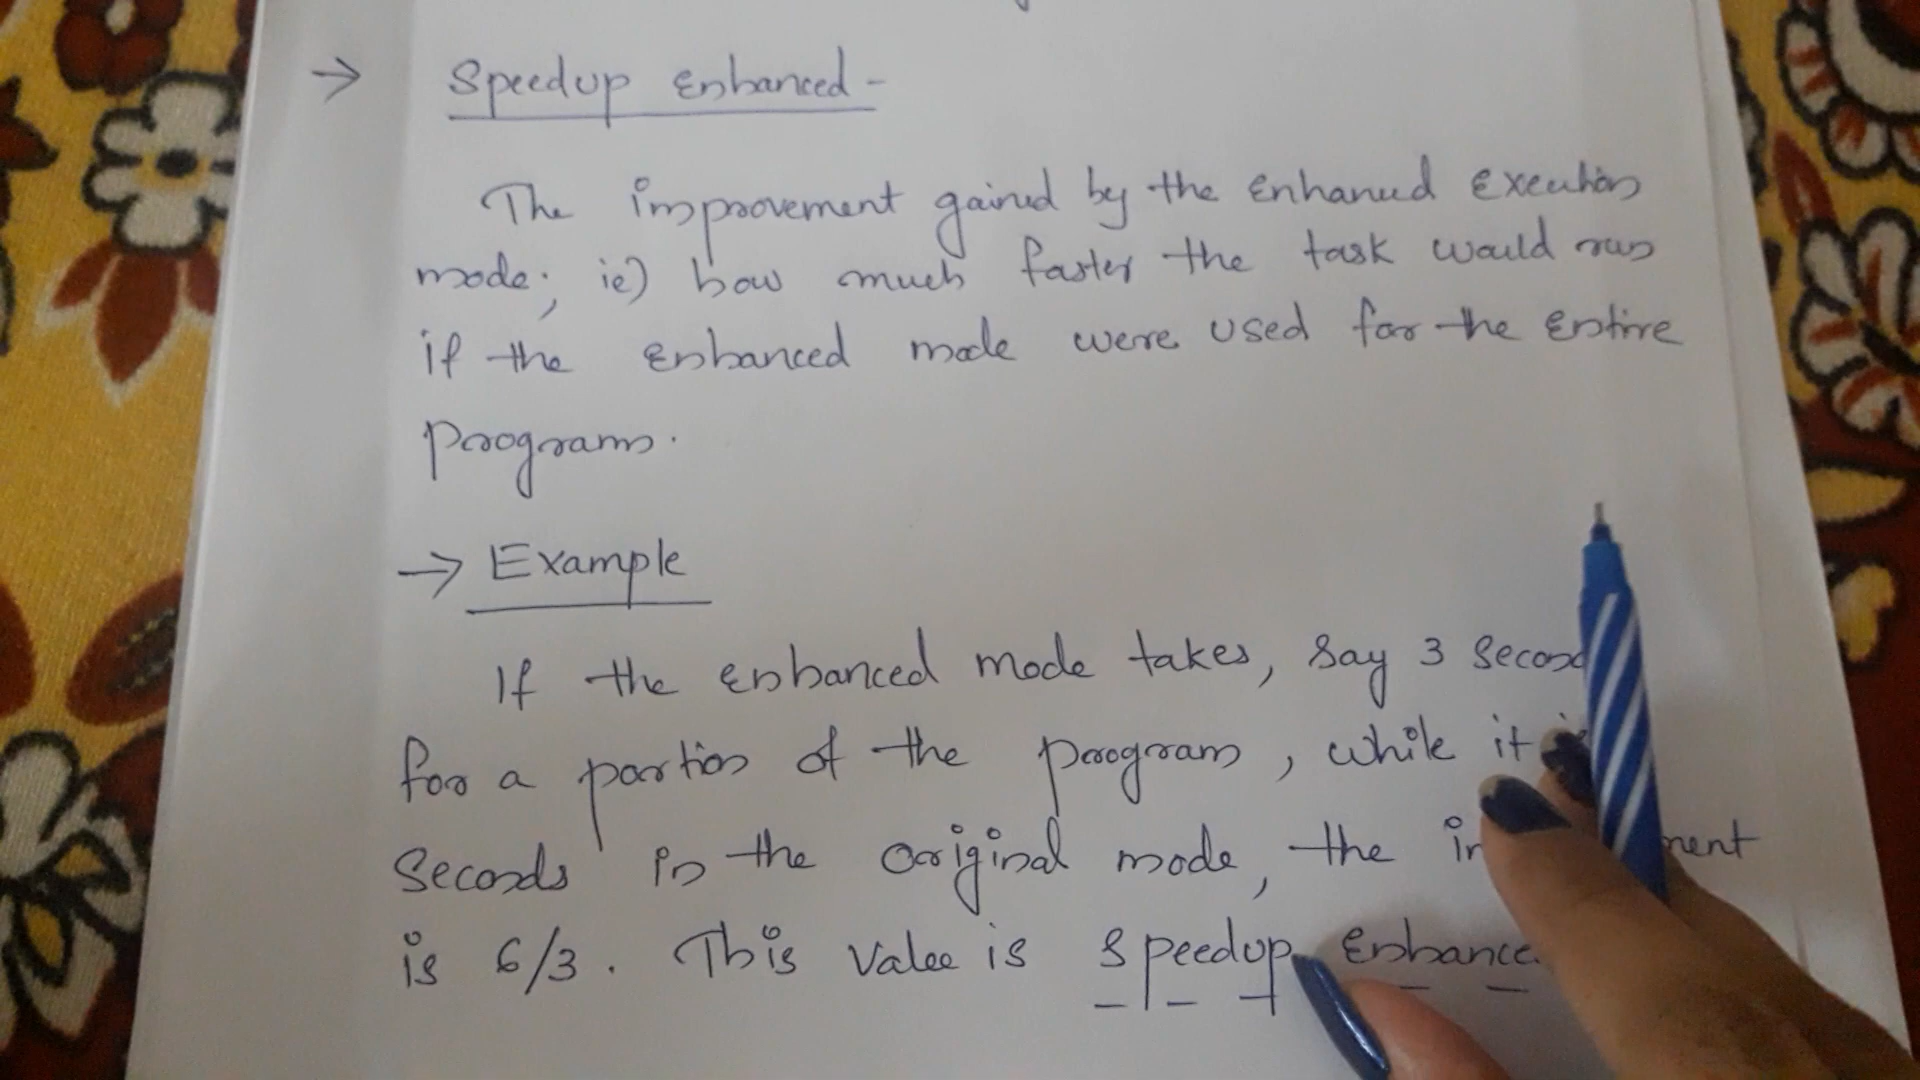 → Speedup Enhanced -
The improvement gained by the Enhanced Execution
mode; ie) how much faster the task would run
if the Enhanced mode were used for the Entire
program.
→ Example
If the enhanced mode takes, say 3
for a portion of the program, while it
Seconds in the original mode, the
is 6/3. This Value is Speedup